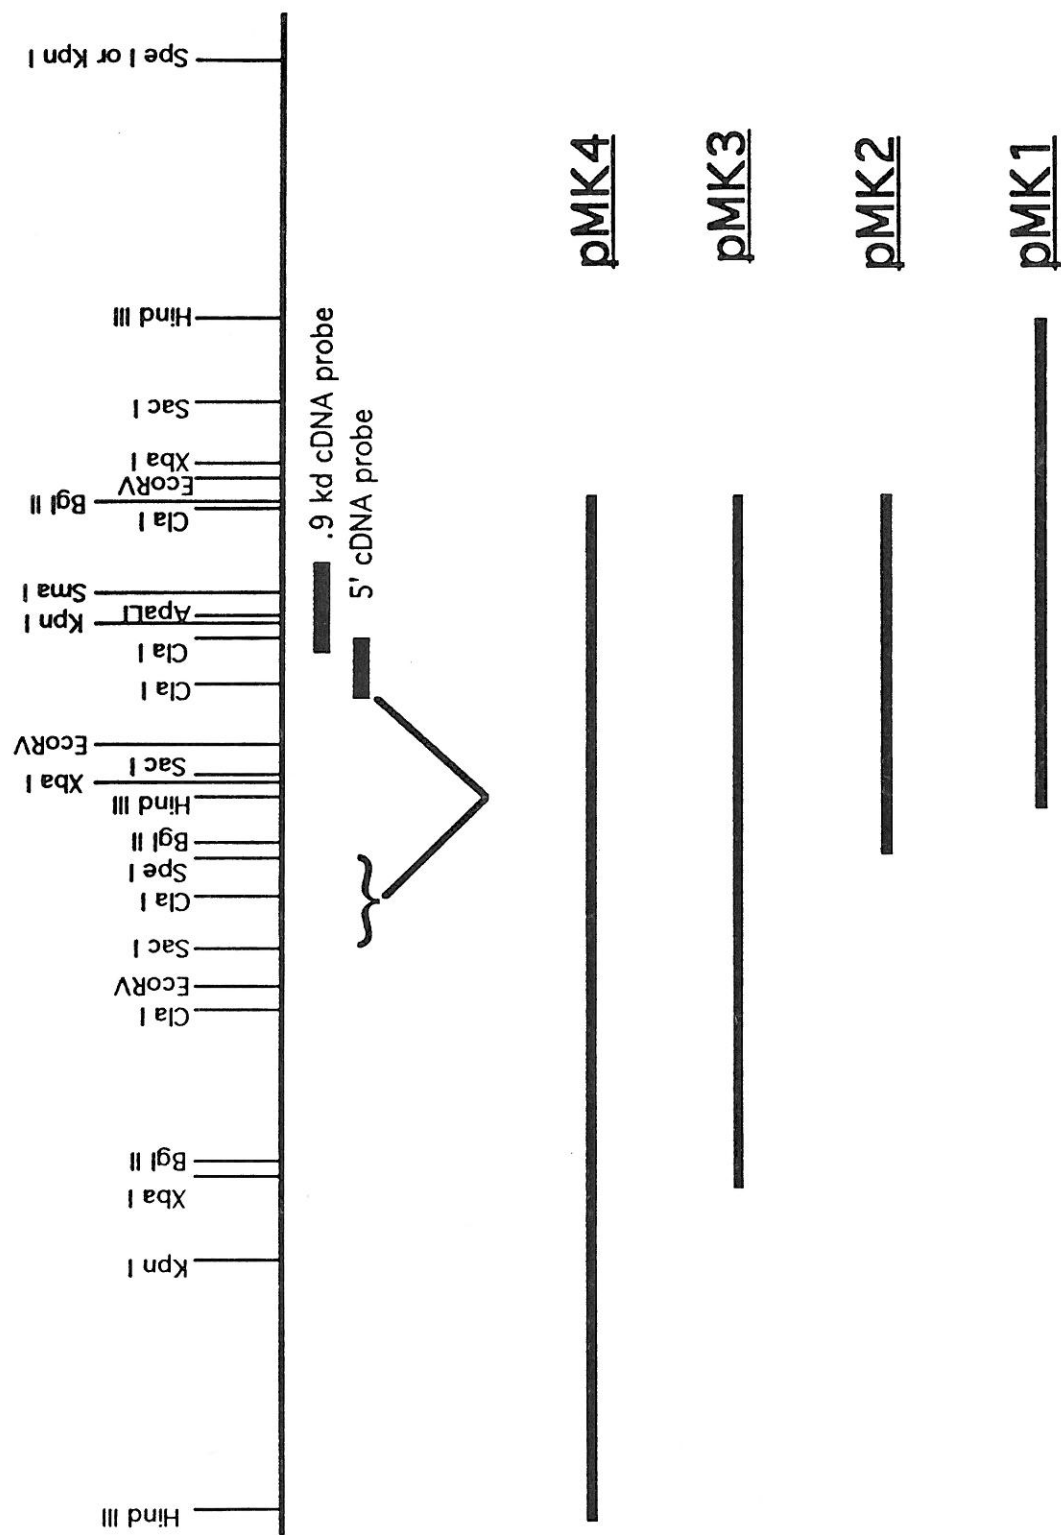 Spe I or Kpn I
Hind III
Sac I
Xba I
EcoRV
Bgl II
Cla I
Sma I
ApaLI
Kpn I
Cla I
Cla I
EcoRV
Sac I
Xba I
Hind III
Bgl II
Spe I
Cla I
Sac I
EcoRV
Cla I
Bgl II
Xba I
Kpn I
Hind III
.9 kd cDNA probe
5' cDNA probe
pMK4
pMK3
pMK2
pMK1